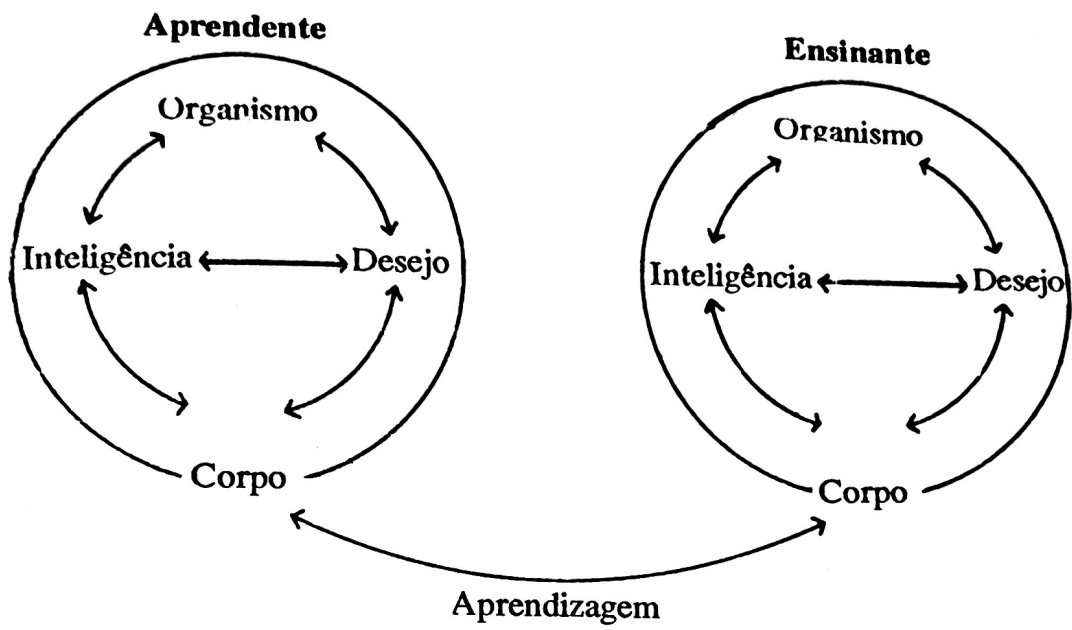 Aprendente
Organismo
Inteligência
Desejo
Corpo
Ensinante
Organismo
Inteligência
Desejo
Corpo
Aprendizagem